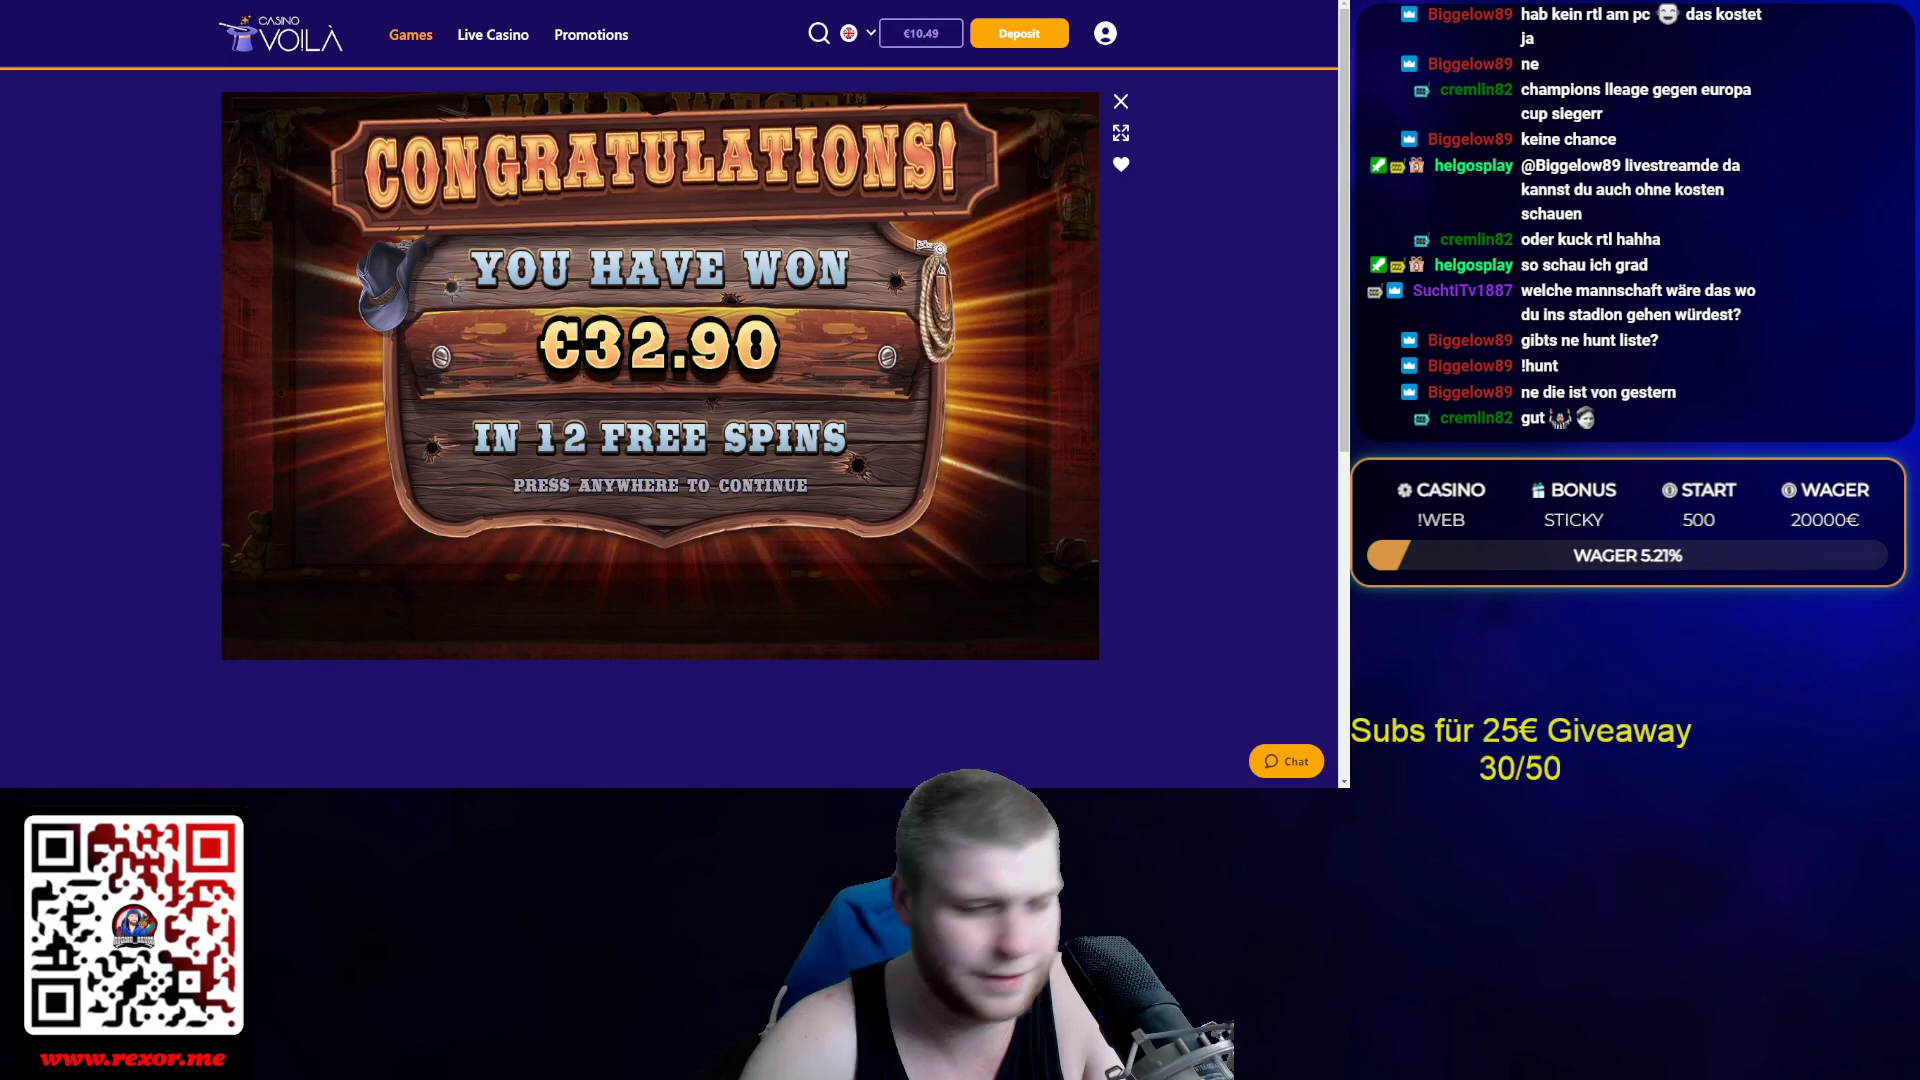 CASINO
VOILÀ
Games
Live Casino
Promotions
€10.49
Deposit
WILD WEST™
CONGRATULATIONS!
YOU HAVE WON
€32.90
IN 12 FREE SPINS
PRESS ANYWHERE TO CONTINUE
Chat
Biggelow89 hab kein rtl am pc das kostet
ja
Biggelow89 ne
cremlin82 champions lleage gegen europa
cup siegerr
Biggelow89 keine chance
helgosplay @Biggelow89 livestreamde da
kannst du auch ohne kosten
schauen
cremlin82 oder kuck rtl hahha
helgosplay so schau ich grad
SuchtiTv1887 welche mannschaft wäre das wo
du ins stadion gehen würdest?
Biggelow89 gibts ne hunt liste?
Biggelow89 !hunt
Biggelow89 ne die ist von gestern
cremlin82 gut
CASINO BONUS START WAGER
!WEB STICKY 500 20000€
WAGER 5.21%
Subs für 25€ Giveaway
30/50
www.rexor.me